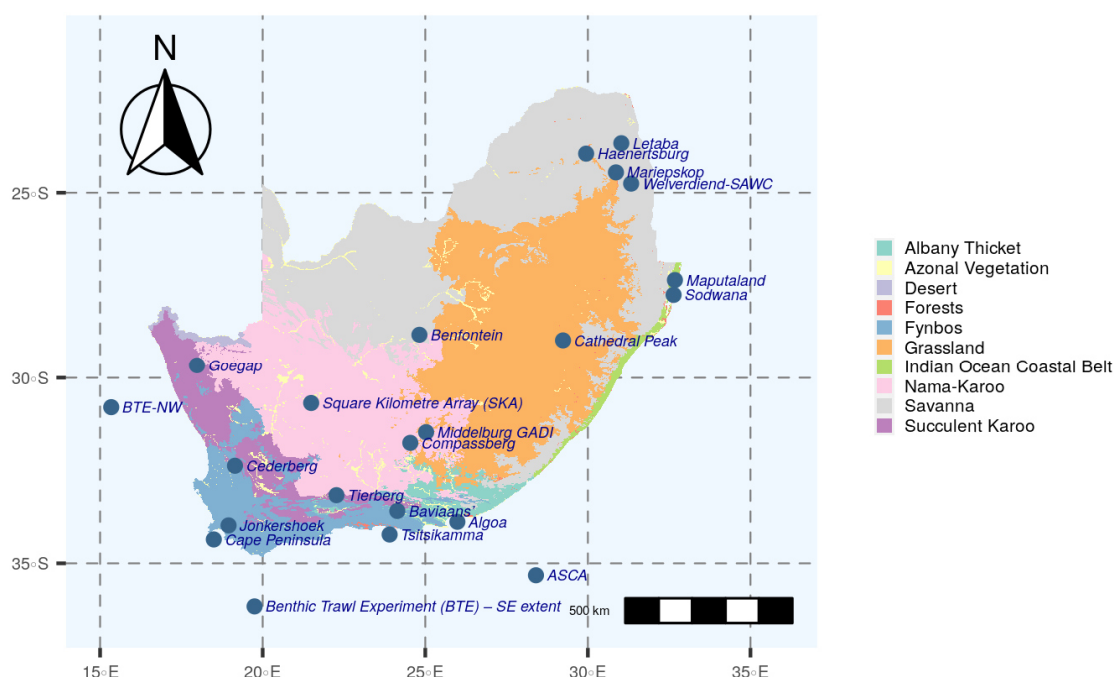 N
Letaba
Haenertsburg
Mariepskop
Welverdiend-SAWC
25°S
Albany Thicket
Azonal Vegetation
Desert
Forests
Fynbos
Grassland
Indian Ocean Coastal Belt
Nama-Karoo
Savanna
Succulent Karoo
Maputaland
Sodwana
Benfontein
Cathedral Peak
Goegap
30°S
BTE-NW
Square Kilometre Array (SKA)
Middelburg GADI
Compassberg
Cederberg
Tierberg
Baviaans'
Algoa
Jonkershoek
Tsitsikamma
Cape Peninsula
35°S
ASCA
Benthic Trawl Experiment (BTE) – SE extent
500 km
15°E
20°E
25°E
30°E
35°E